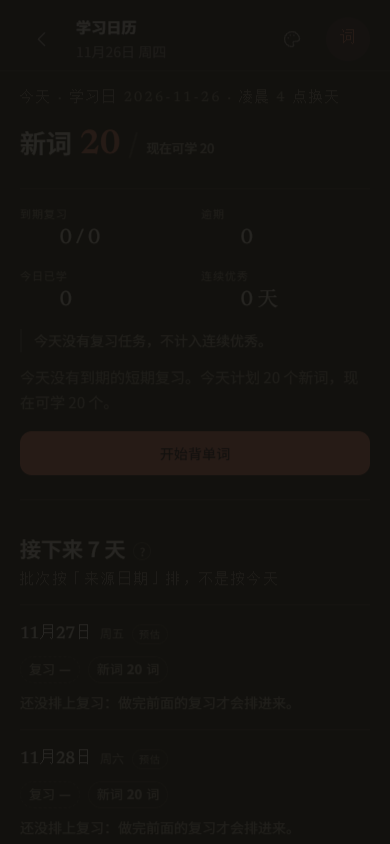 学习日历
11月26日 周四
词
今天 · 学习日 2026-11-26 · 凌晨 4 点换天
新词 20 / 现在可学 20
到期复习
逾期
0 / 0
0
今日已学
连续优秀
0
0 天
今天没有复习任务，不计入连续优秀。
今天没有到期的短期复习。今天计划 20 个新词，现
在可学 20 个。
开始背单词
接下来 7 天
批次按「来源日期」排，不是按今天
11月27日 周五 预估
复习 — 新词 20 词
还没排上复习：做完前面的复习才会排进来。
11月28日 周六 预估
复习 — 新词 20 词
还没排上复习：做完前面的复习才会排进来。